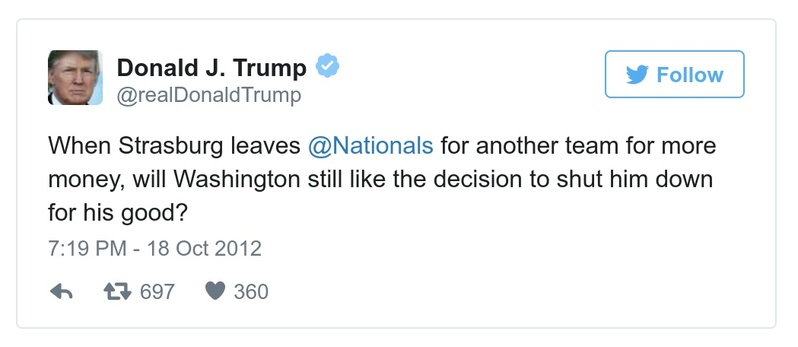 Donald J. Trump
@realDonaldTrump
Follow
When Strasburg leaves @Nationals for another team for more
money, will Washington still like the decision to shut him down
for his good?
7:19 PM - 18 Oct 2012
697 360